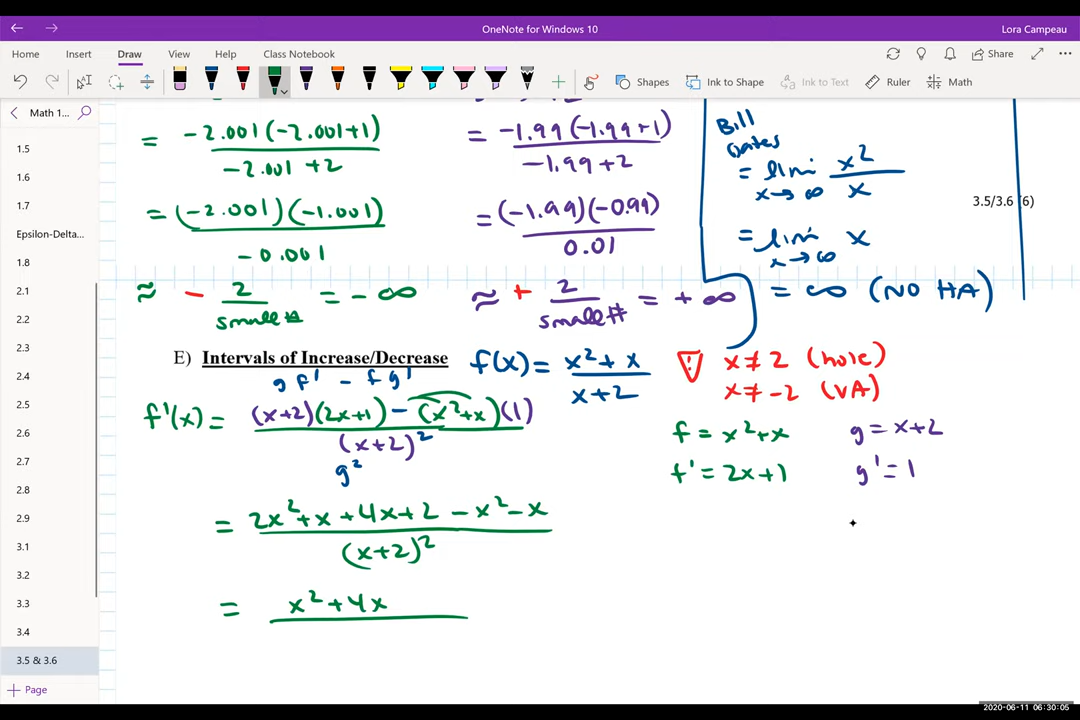 OneNote for Windows 10
Lora Campeau
Home Insert Draw View Help Class Notebook
Share
Shapes Ink to Shape Ink to Text Ruler Math
Math 1...
1.5
1.6
1.7
Epsilon-Delta...
1.8
2.1
2.2
2.3
2.4
2.5
2.6
2.7
2.8
2.9
3.1
3.2
3.3
3.4
3.5 & 3.6
Page
= -2.001(-2.001+1) / -2.001+2
= (-2.001)(-1.001) / -0.001
≈ - 2 / small # = -∞
= -1.99(-1.99+1) / -1.99+2
= (-1.99)(-0.99) / 0.01
≈ + 2 / small # = +∞
Bill
Gates
= lim x→∞ x² / x
= lim x→∞ x
= ∞ (NO HA)
3.5/3.6 (6)
E) Intervals of Increase/Decrease
f(x) = x²+x / x+2
x≠2 (hole)
x≠-2 (VA)
g f' - f g'
f'(x) = (x+2)(2x+1) - (x²+x)(1) / (x+2)²
g²
f = x²+x g = x+2
f' = 2x+1 g' = 1
= 2x²+x+4x+2-x²-x / (x+2)²
= x²+4x
2020-06-11 06:30:05